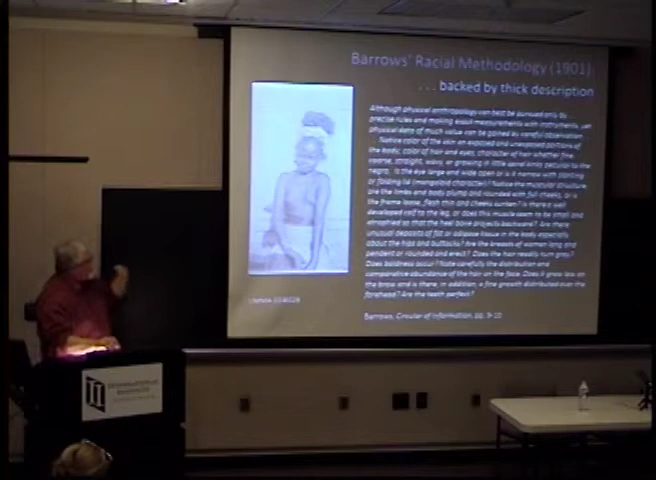 Barrows' Racial Methodology (1901)
. . . backed by thick description
Although physical anthropology can best be pursued only by
precise rules and making exact measurements with instruments, yet
physical data of much value can be gained by careful observation.
Native color of the skin on exposed and unexposed portions of
the body; color of hair and eyes, character of hair whether fine,
coarse, straight, wavy, or growing in little
negro. Is the eye large and wide open or is it narrow with slanting
or folding lid (mongoloid character)? Notice the muscular structure,
are the limbs and body plump and rounded with full cheeks, or is
the frame loose, flesh thin and cheeks sunken? Is there a well
developed calf to the leg, or does this muscle seem to be small and
atrophied so that the heel bone projects backward? Are there
unusual deposits of fat or adipose tissue in the body especially
about the hips and buttocks? Are the breasts of women long and
pendent or rounded and erect? Does the hair readily turn grey?
Does baldness occur? Note carefully the distribution and
comparative abundance of the hair on the face. Does it grow low on
the brow and is there, in addition, a fine growth distributed over the
forehead? Are the teeth perfect?
Barrows, Circular of Information, pp. 9-10